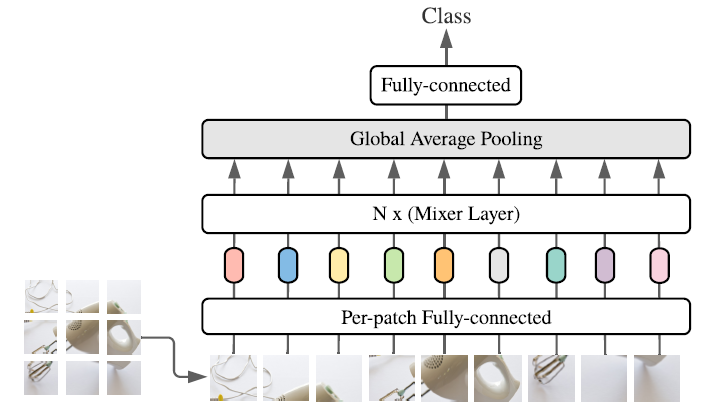 Class
Fully-connected
Global Average Pooling
N x (Mixer Layer)
Per-patch Fully-connected